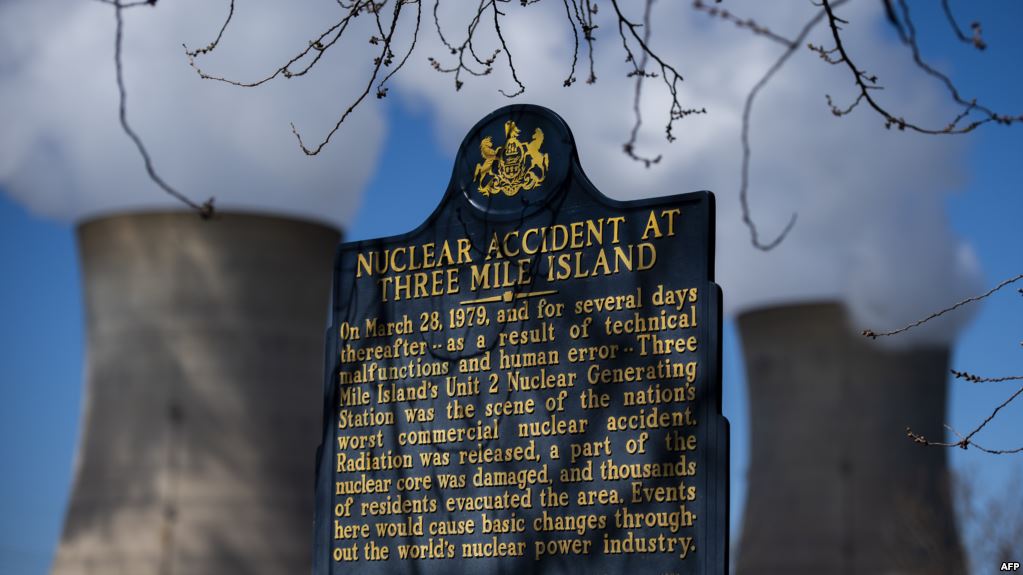 NUCLEAR ACCIDENT AT
THREE MILE ISLAND
On March 28, 1979, and for several days
thereafter--as a result of technical
malfunctions and human error--Three
Mile Island's Unit 2 Nuclear Generating
Station was the scene of the nation's
worst commercial nuclear accident.
Radiation was released, a part of the
nuclear core was damaged, and thousands
of residents evacuated the area. Events
here would cause basic changes through-
out the world's nuclear power industry.
AFP